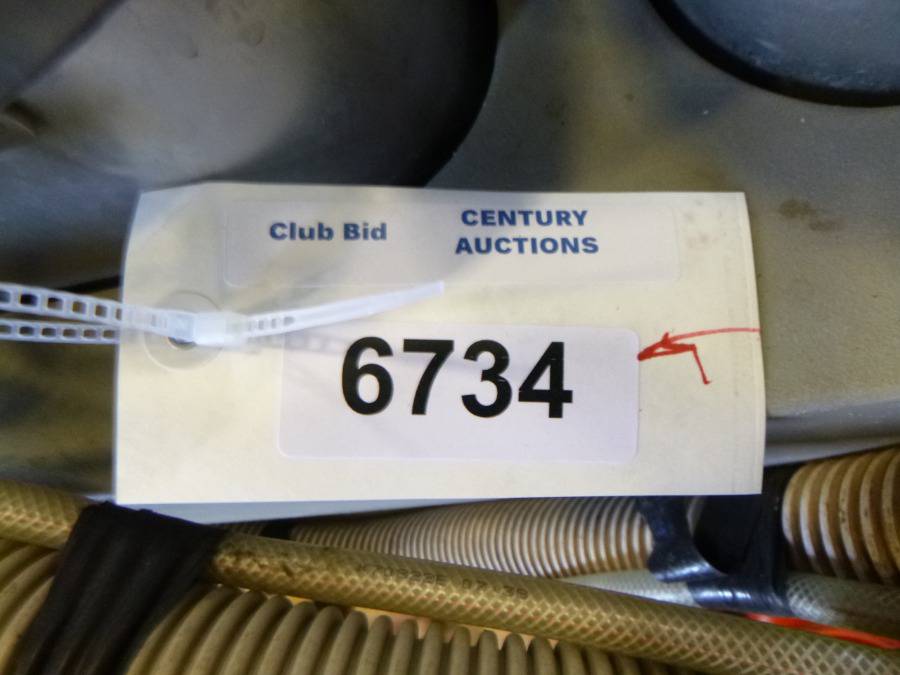 Club Bid
CENTURY
AUCTIONS
6734